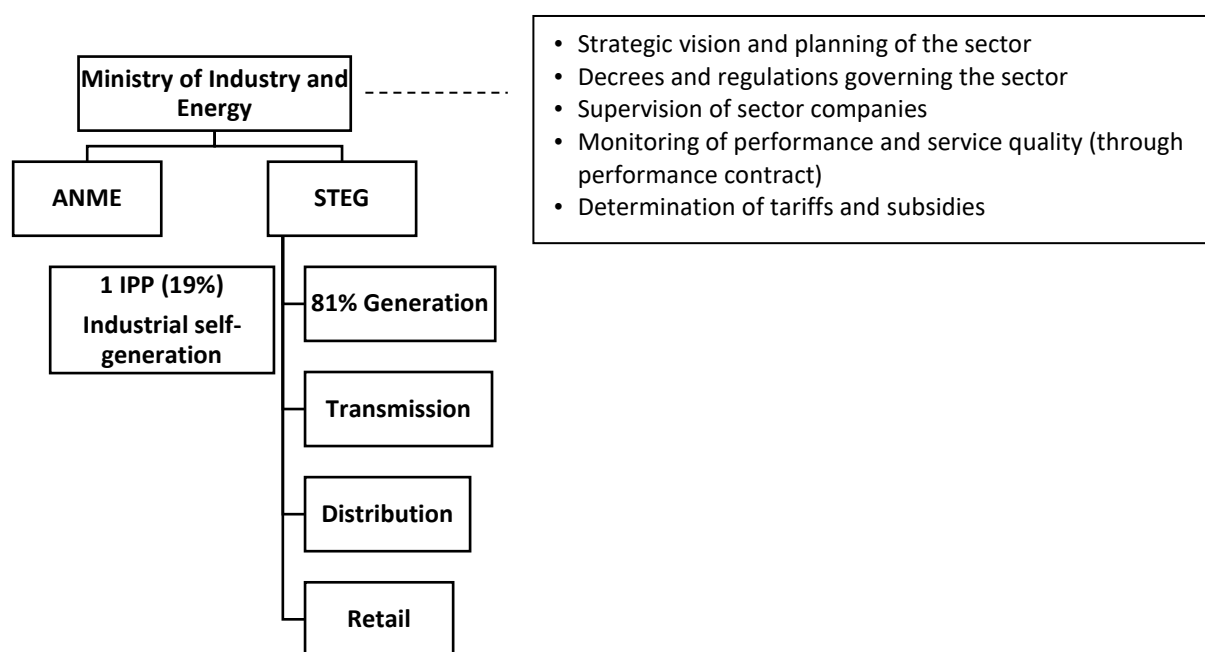 • Strategic vision and planning of the sector
• Decrees and regulations governing the sector
• Supervision of sector companies
• Monitoring of performance and service quality (through
performance contract)
• Determination of tariffs and subsidies
Ministry of Industry and
Energy
ANME
STEG
1 IPP (19%)
Industrial self-
generation
81% Generation
Transmission
Distribution
Retail